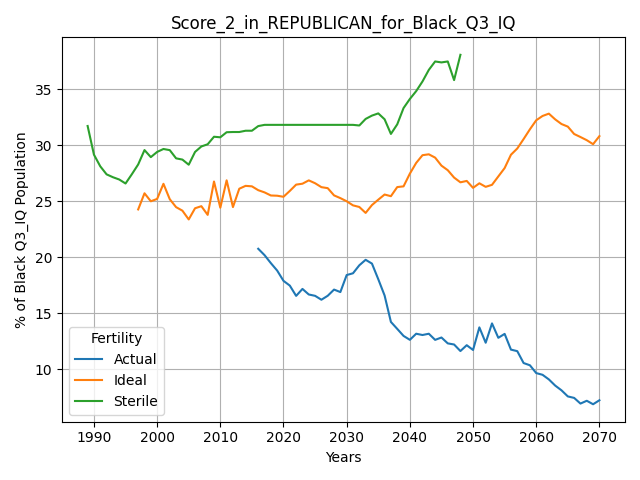 Score_2_in_REPUBLICAN_for_Black_Q3_IQ
% of Black Q3_IQ Population
35
30
25
20
15
10
Fertility
Actual
Ideal
Sterile
1990 2000 2010 2020 2030 2040 2050 2060 2070
Years